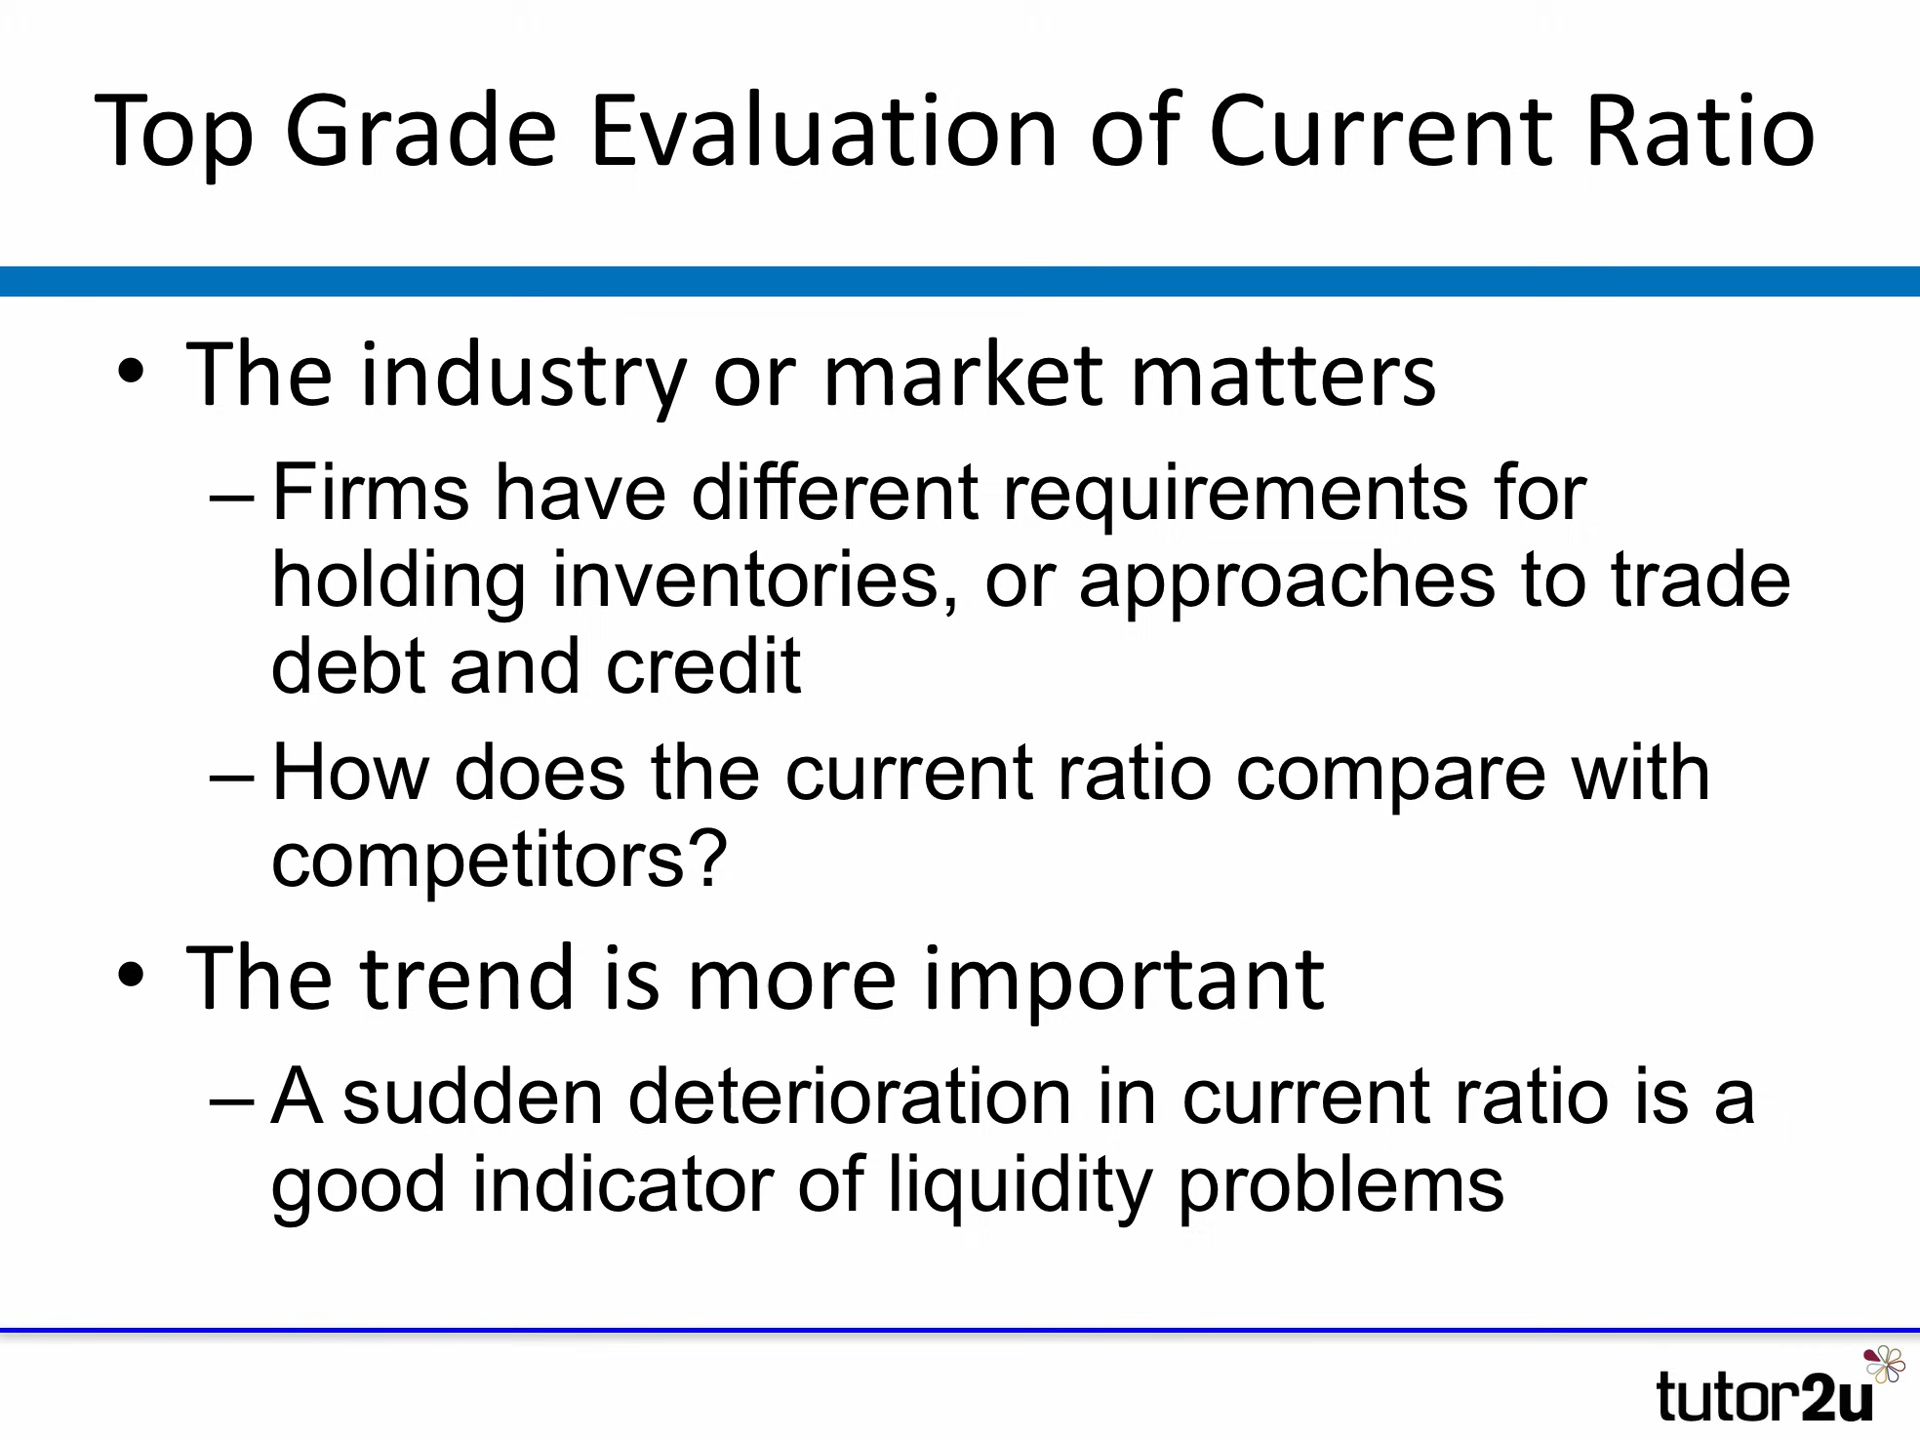 Top Grade Evaluation of Current Ratio
• The industry or market matters
– Firms have different requirements for
holding inventories, or approaches to trade
debt and credit
– How does the current ratio compare with
competitors?
• The trend is more important
– A sudden deterioration in current ratio is a
good indicator of liquidity problems
tutor2u